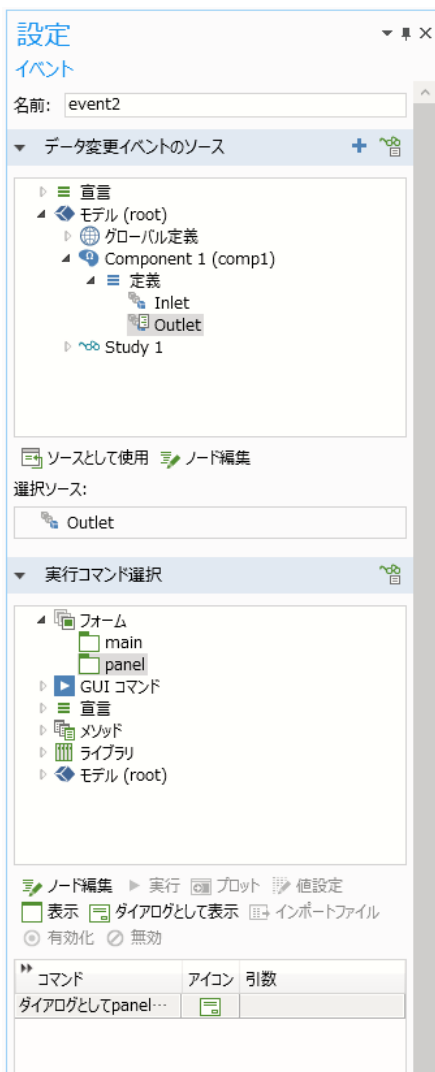 設定
イベント
名前: event2
データ変更イベントのソース
宣言
モデル (root)
グローバル定義
Component 1 (comp1)
定義
Inlet
Outlet
Study 1
ソースとして使用 ノード編集
選択ソース:
Outlet
実行コマンド選択
フォーム
main
panel
GUI コマンド
宣言
メソッド
ライブラリ
モデル (root)
ノード編集 実行 プロット 値設定
表示 ダイアログとして表示 インポートファイル
有効化 無効
コマンド アイコン 引数
ダイアログとしてpanel…